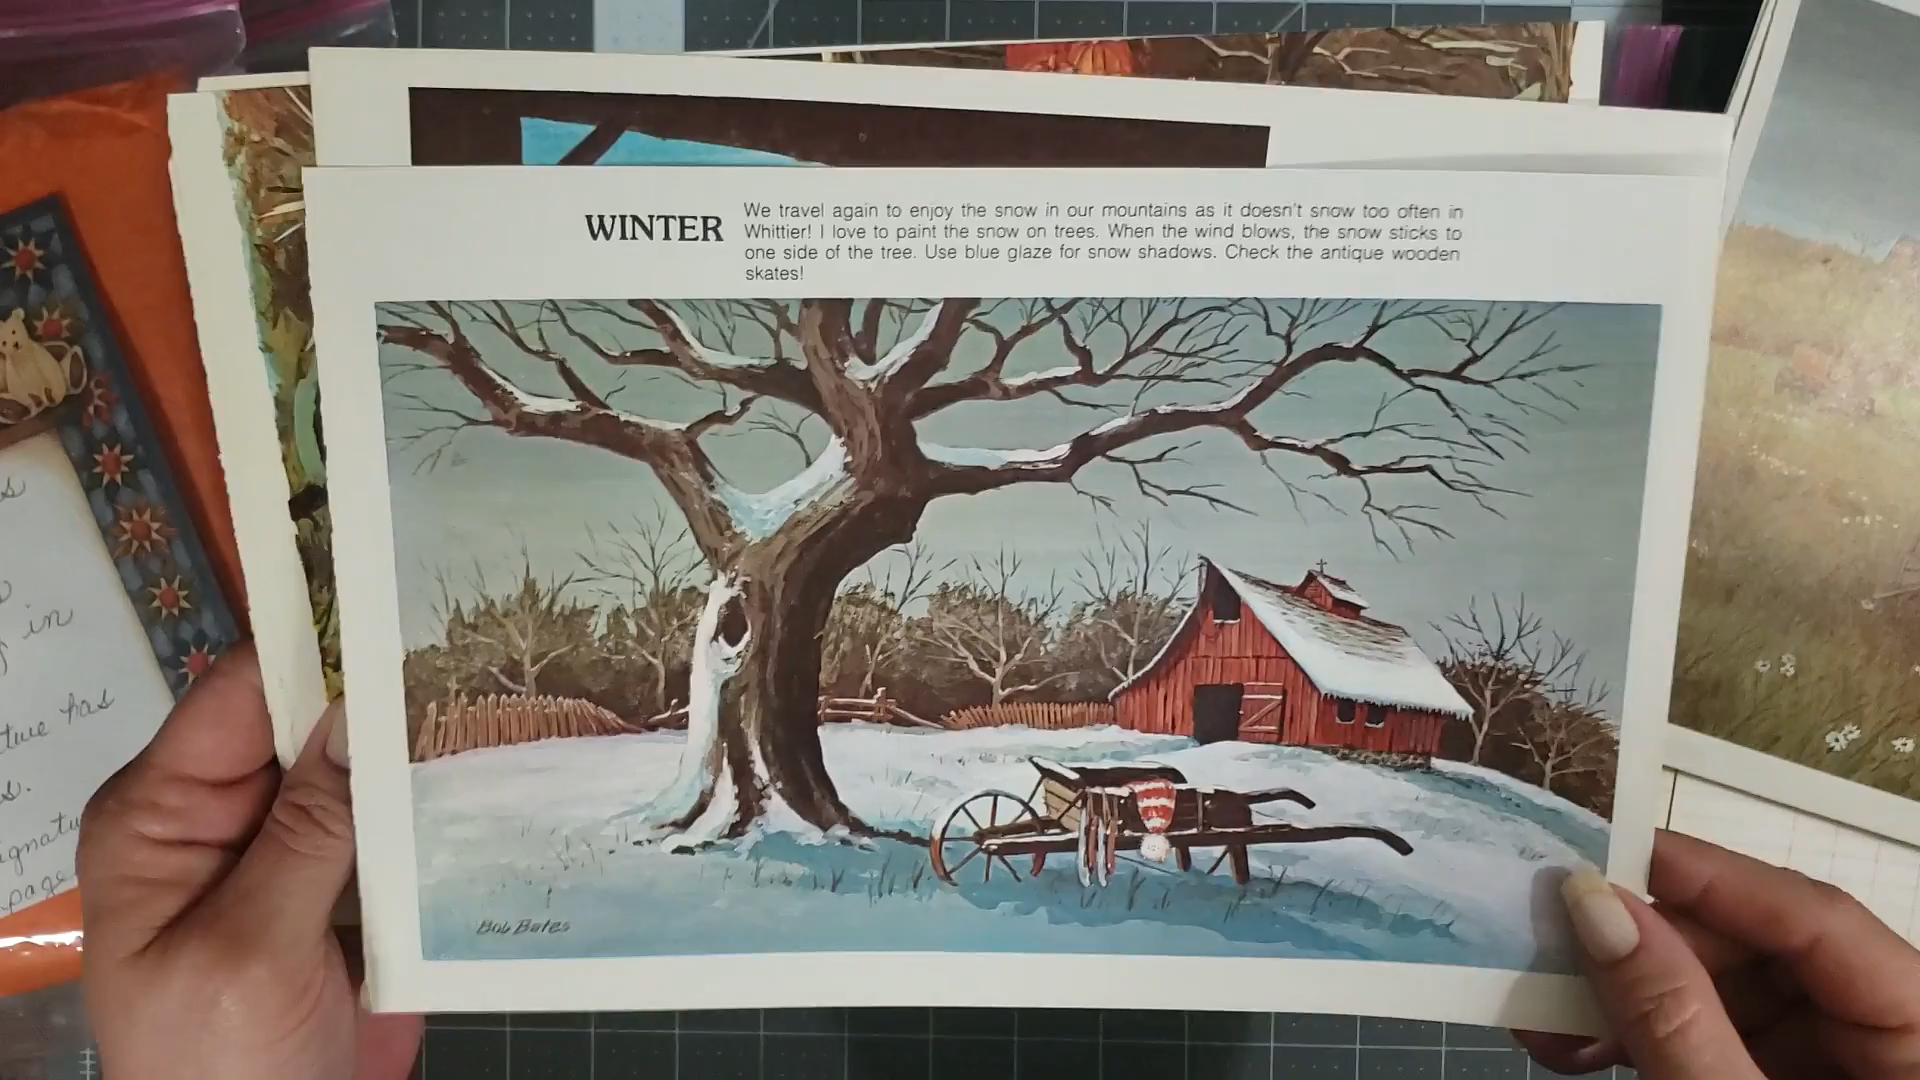 WINTER
We travel again to enjoy the snow in our mountains as it doesn't snow too often in
Whittier! I love to paint the snow on trees. When the wind blows, the snow sticks to
one side of the tree. Use blue glaze for snow shadows. Check the antique wooden
skates!
Bob Bates
in
has
page